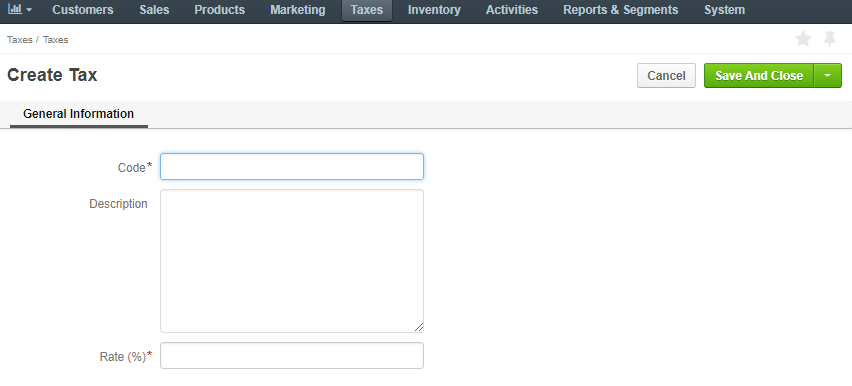 Customers Sales Products Marketing Taxes Inventory Activities Reports & Segments System
Taxes / Taxes
Create Tax Cancel Save And Close
General Information
Code*
Description
Rate (%)*